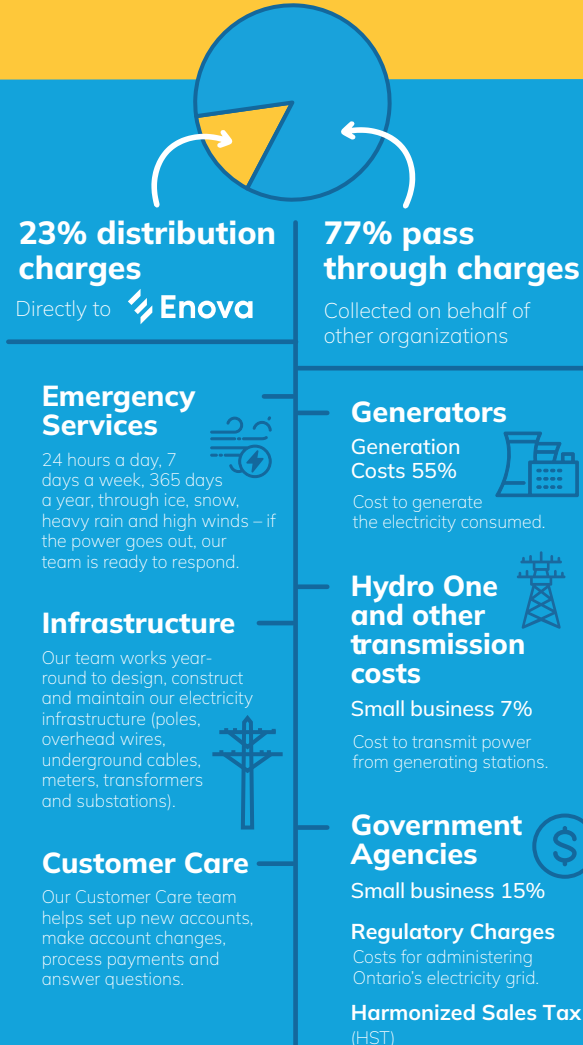 23% distribution
charges
Directly to Enova
Emergency
Services
24 hours a day, 7
days a week, 365 days
a year, through ice, snow,
heavy rain and high winds – if
the power goes out, our
team is ready to respond.
Infrastructure
Our team works year-
round to design, construct
and maintain our electricity
infrastructure (poles,
overhead wires,
underground cables,
meters, transformers
and substations).
Customer Care
Our Customer Care team
helps set up new accounts,
make account changes,
process payments and
answer questions.
77% pass
through charges
Collected on behalf of
other organizations
Generators
Generation
Costs 55%
Cost to generate
the electricity consumed.
Hydro One
and other
transmission
costs
Small business 7%
Cost to transmit power
from generating stations.
Government
Agencies
$
Small business 15%
Regulatory Charges
Costs for administering
Ontario's electricity grid.
Harmonized Sales Tax
(HST)